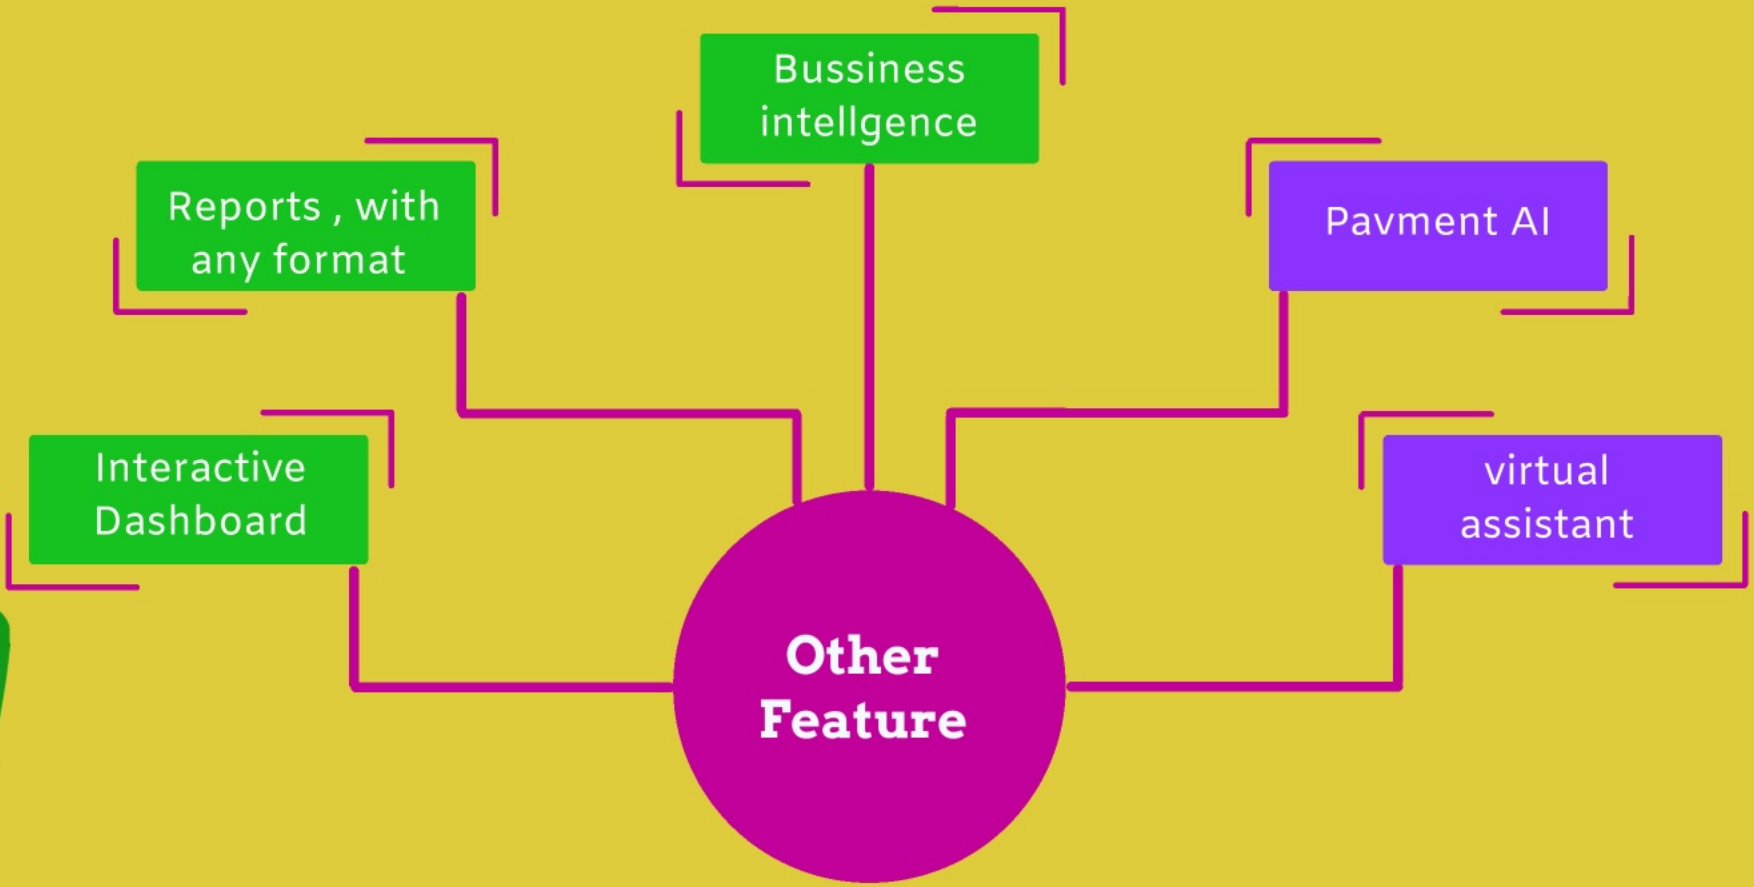 Bussiness
intellgence
Reports , with
any format
Pavment AI
Interactive
Dashboard
virtual
assistant
Other
Feature